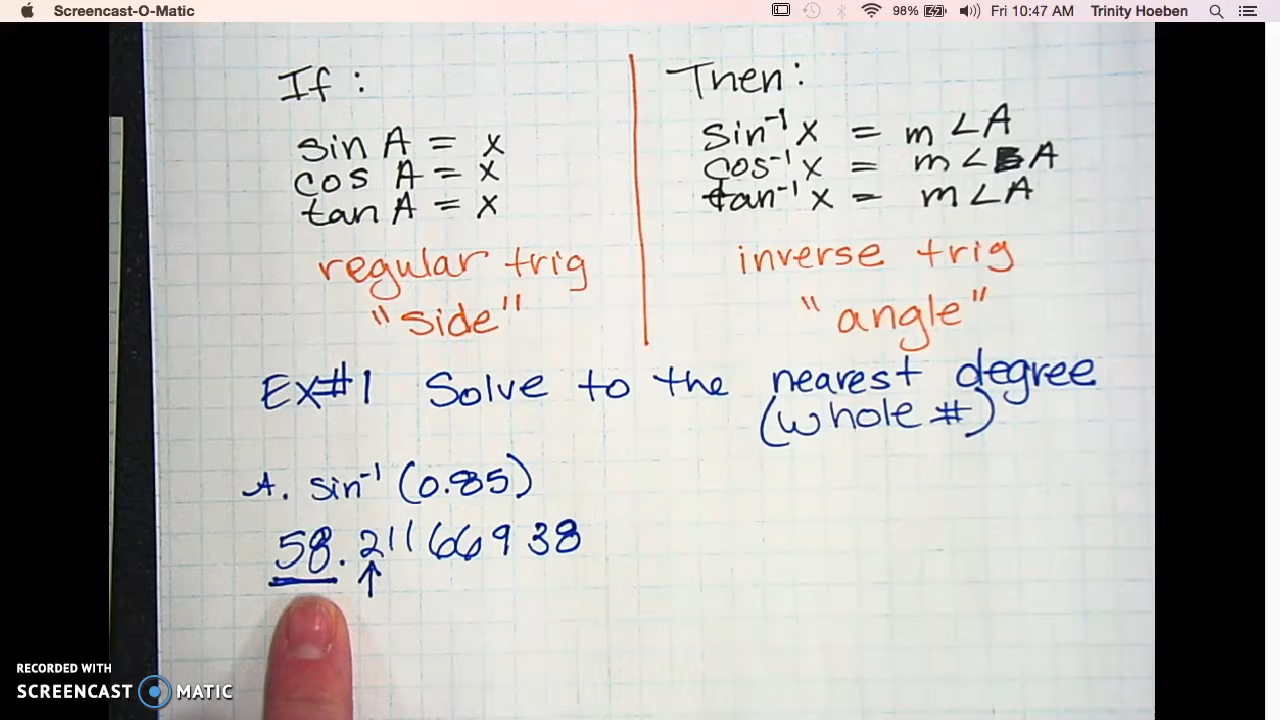 Screencast-O-Matic
98%
Fri 10:47 AM
Trinity Hoeben
If:
sin A = x
cos A = x
tan A = x
regular trig
"side"
Then:
sin⁻¹ x = m∠A
cos⁻¹ x = m∠A
tan⁻¹ x = m∠A
inverse trig
"angle"
Ex#1 Solve to the nearest degree
(whole #)
A. sin⁻¹ (0.85)
58.21166938
RECORDED WITH
SCREENCAST MATIC